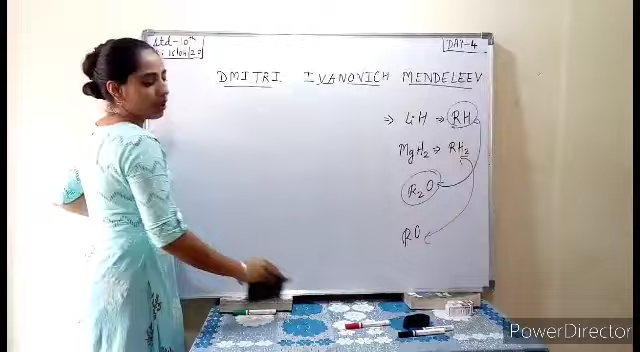 Std-10th
DAY-4
DMITRI IVANOVICH MENDELEEV
⇒ LiH ⇒ RH
MgH2 ⇒ RH2
R2O
RO
PowerDirector